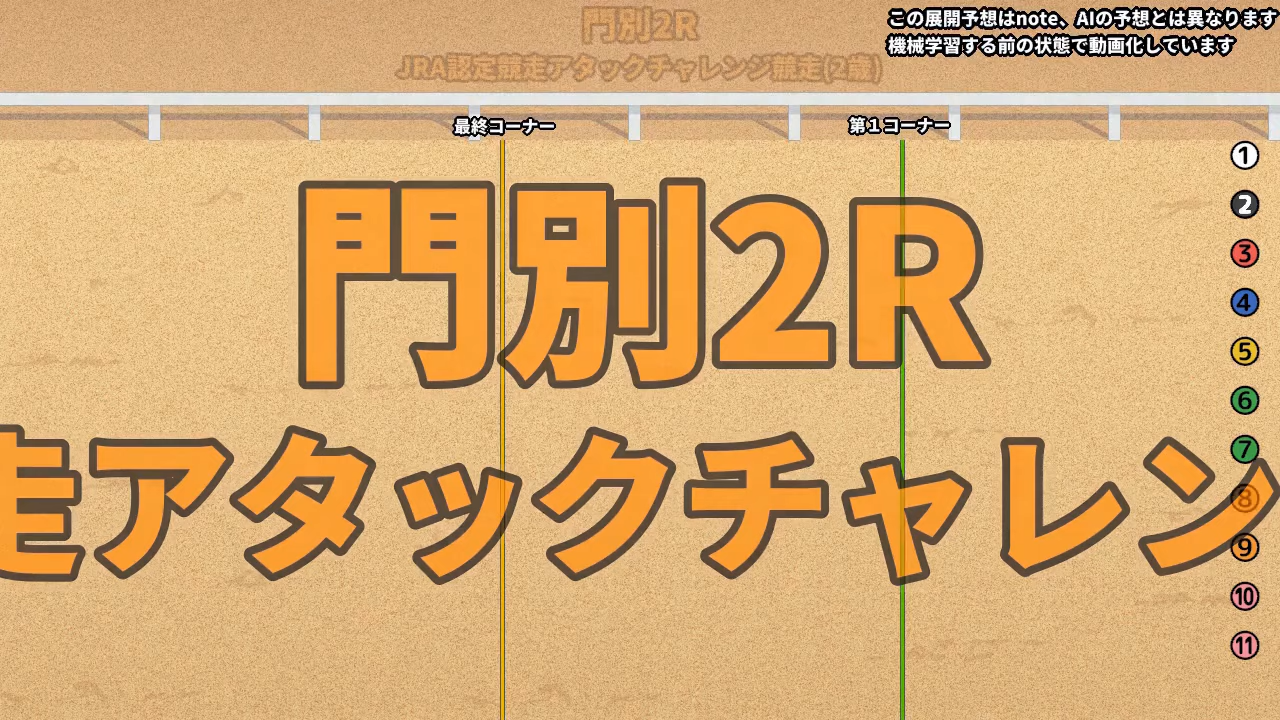 門別2R
JRA認定競走アタックチャレンジ競走(2歳)
この展開予想はnote、AIの予想とは異なります
機械学習する前の状態で動画化しています
最終コーナー
第1コーナー
門別2R
走アタックチャレン
1
2
3
4
5
6
7
8
9
10
11